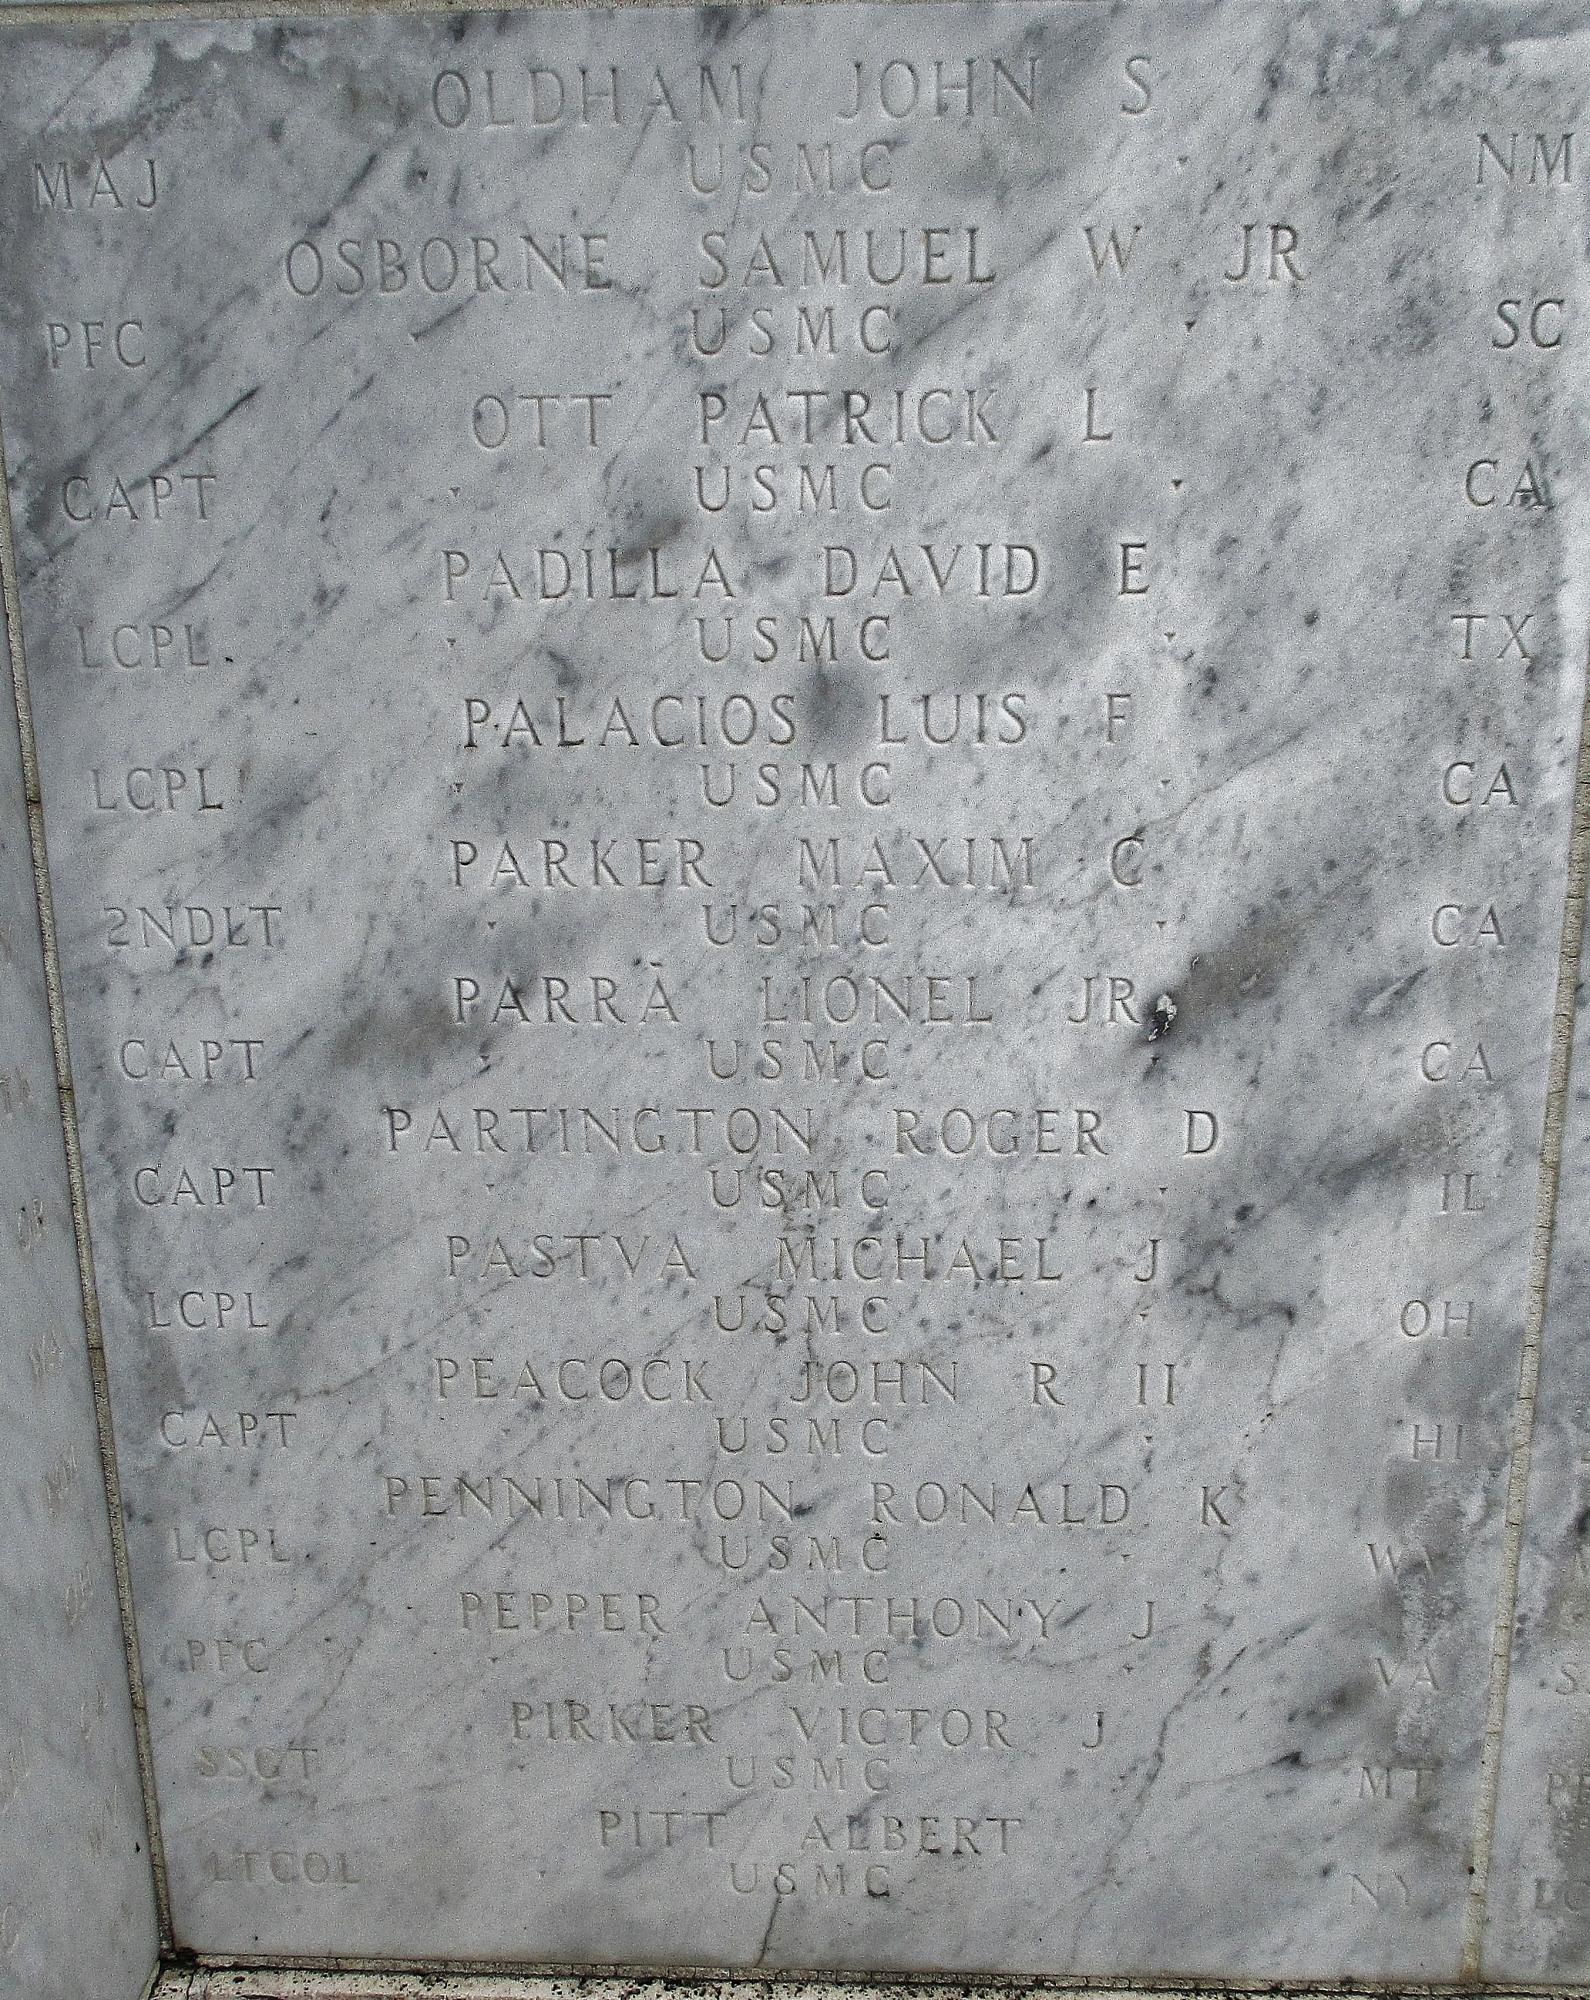 OLDHAM JOHN S
MAJ USMC NM
OSBORNE SAMUEL W JR
PFC USMC SC
OTT PATRICK L
CAPT USMC CA
PADILLA DAVID E
LCPL USMC TX
PALACIOS LUIS F
LCPL USMC CA
PARKER MAXIM C
2NDLT USMC CA
PARRA LIONEL JR
CAPT USMC CA
PARTINGTON ROGER D
CAPT USMC IL
PASTVA MICHAEL J
LCPL USMC OH
PEACOCK JOHN R II
CAPT USMC HI
PENNINGTON RONALD K
LCPL USMC WV
PEPPER ANTHONY J
PFC USMC VA
PIRKER VICTOR J
SSGT USMC MT
PITT ALBERT
LTCOL USMC NY